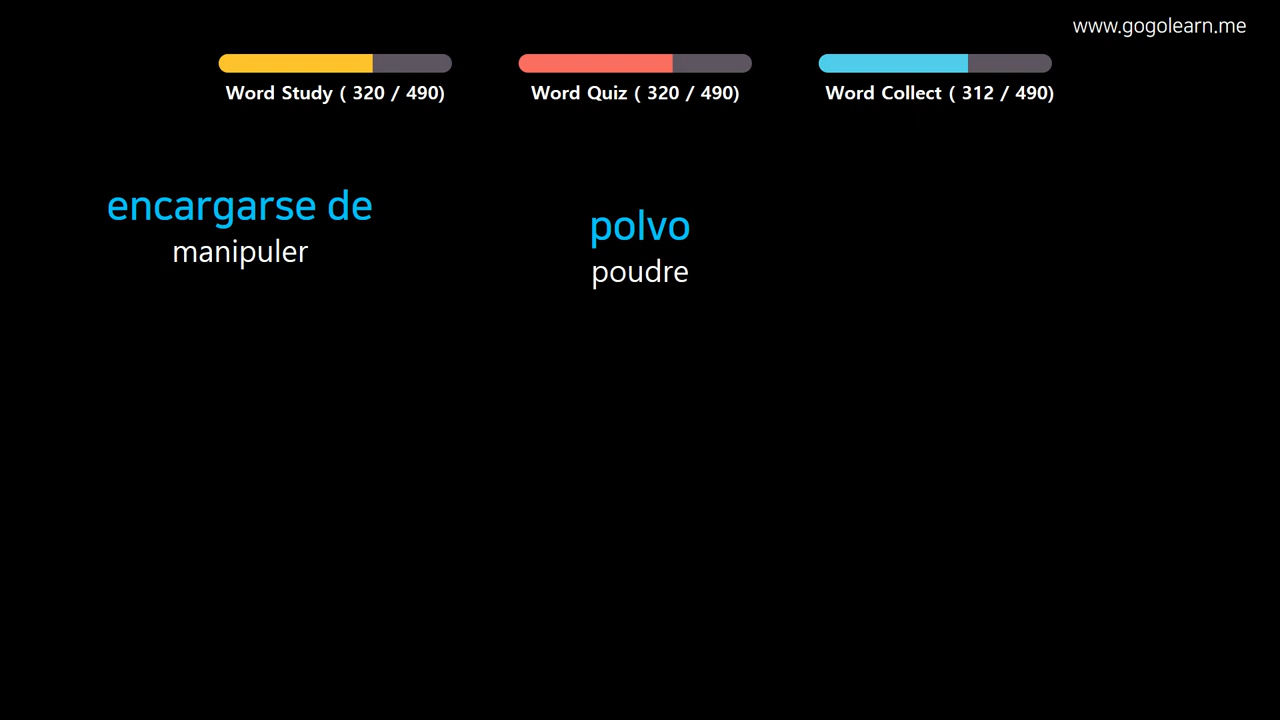 www.gogolearn.me
Word Study ( 320 / 490)
Word Quiz ( 320 / 490)
Word Collect ( 312 / 490)
encargarse de
manipuler
polvo
poudre